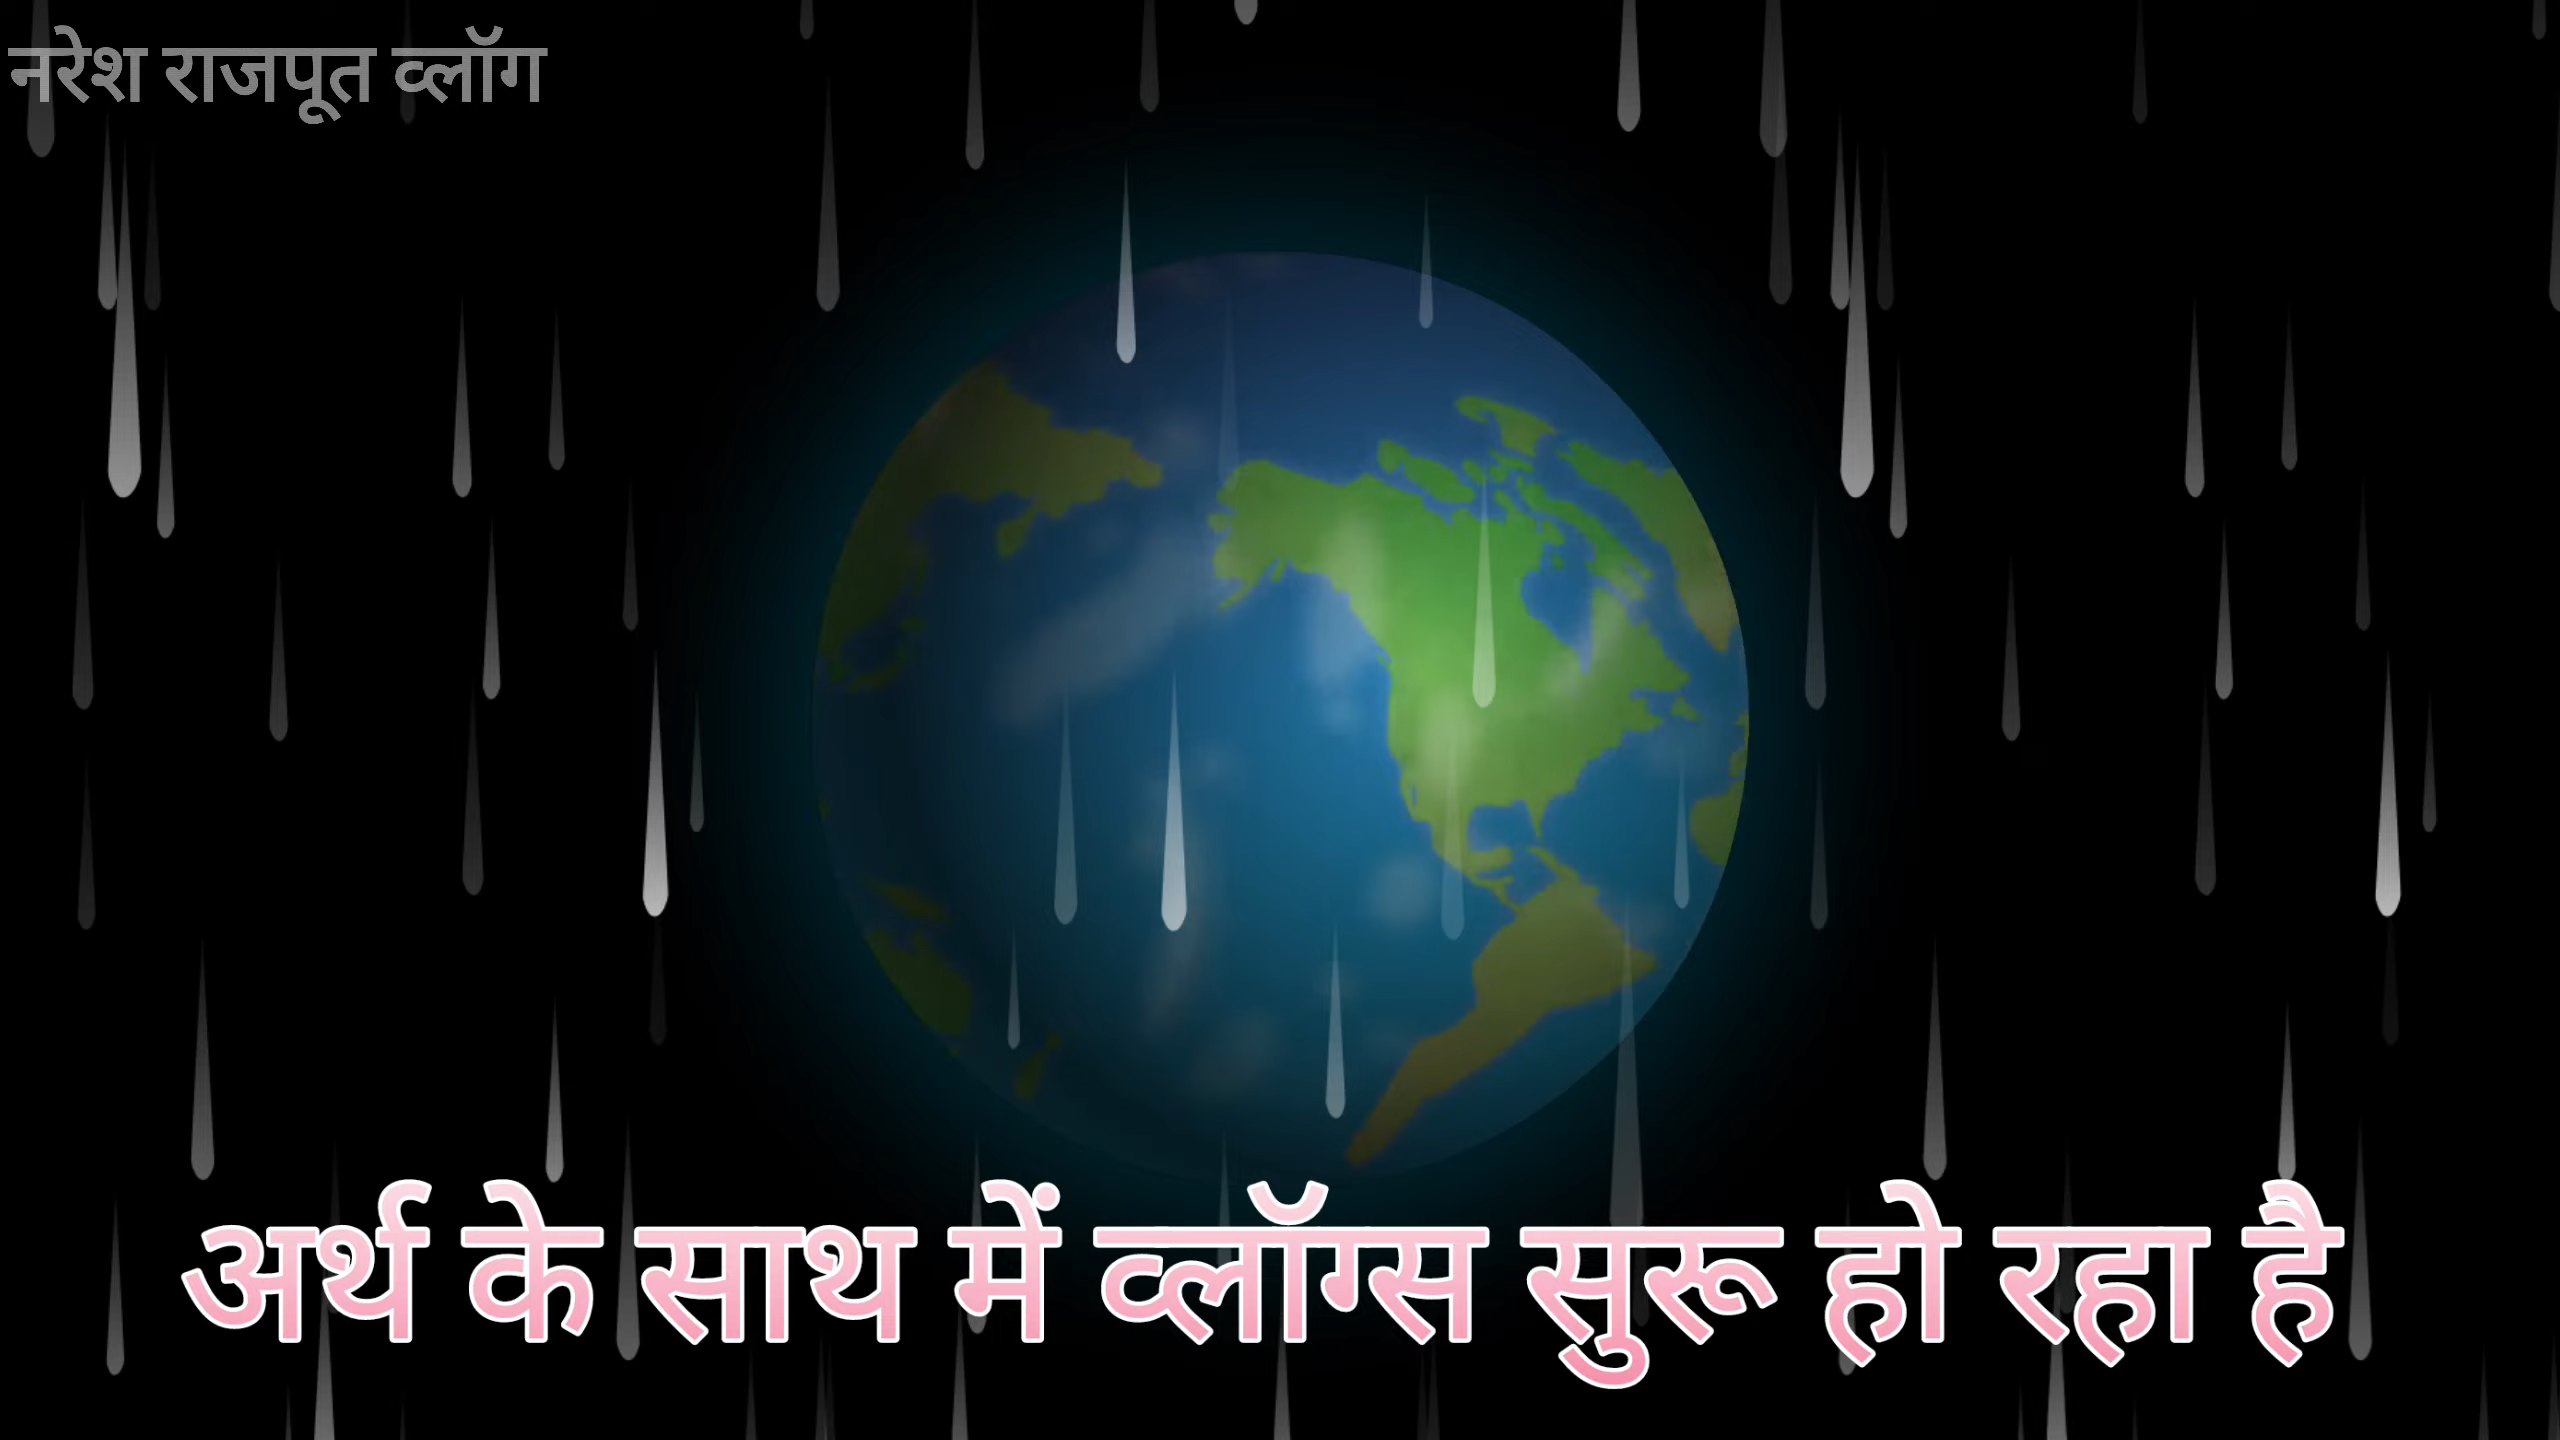 नरेश राजपूत व्लॉग
अर्थ के साथ में व्लॉग्स सुरू हो रहा है